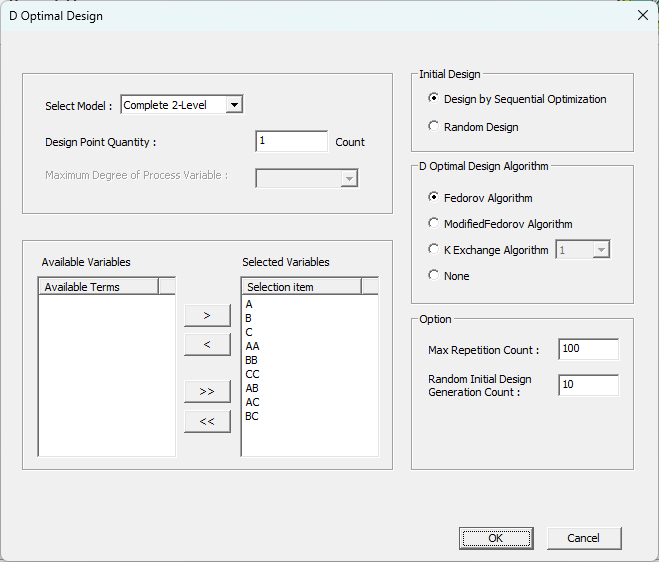 D Optimal Design
Select Model :
Complete 2-Level
Design Point Quantity :
1
Count
Maximum Degree of Process Variable :
Available Variables
Available Terms
>
<
>>
<<
Selected Variables
Selection item
A
B
C
AA
BB
CC
AB
AC
BC
Initial Design
Design by Sequential Optimization
Random Design
D Optimal Design Algorithm
Fedorov Algorithm
ModifiedFedorov Algorithm
K Exchange Algorithm
1
None
Option
Max Repetition Count :
100
Random Initial Design
Generation Count :
10
OK
Cancel